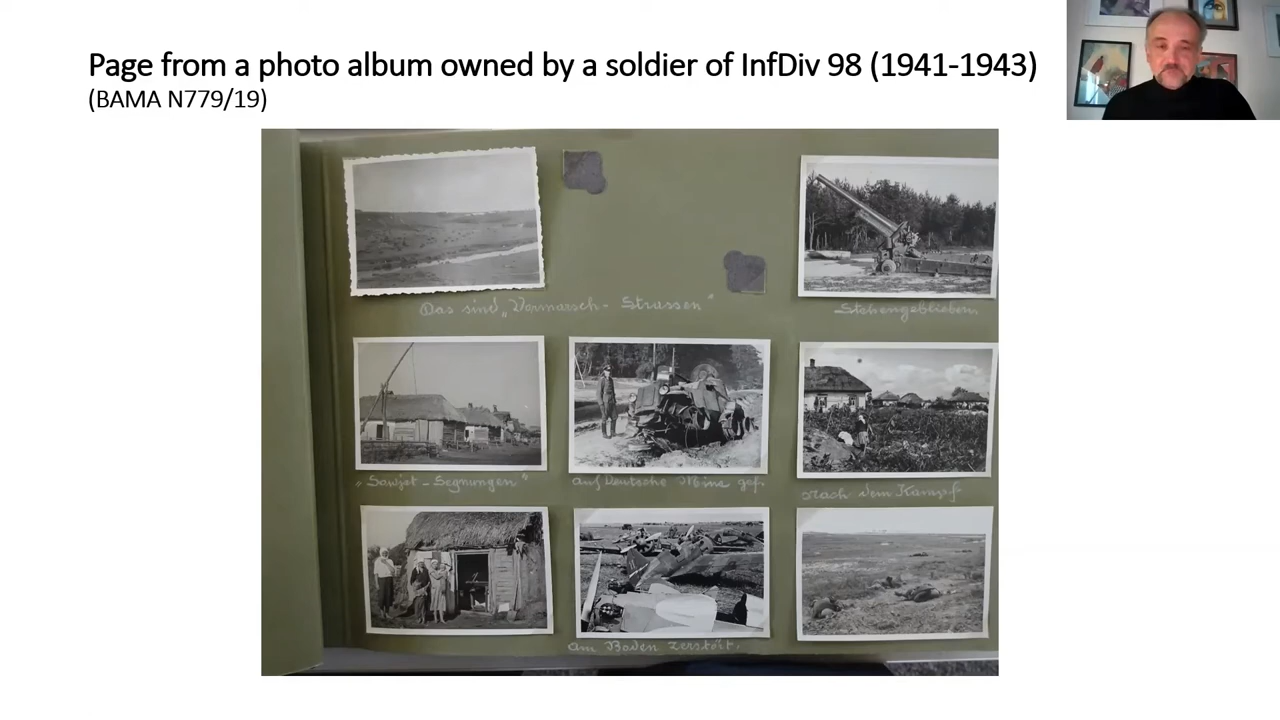 Page from a photo album owned by a soldier of InfDiv 98 (1941-1943)
(BAMA N779/19)
Das sind „Vormarsch - Strassen"
Stehengeblieben
„Sowjet - Segnungen"
auf Deutsche Mine gef.
nach dem Kampf
am Boden zerstört.